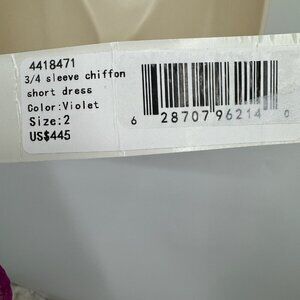 4418471
3/4 sleeve chiffon
short dress
Color:Violet
Size:2
US$445
6 28707 96214 0